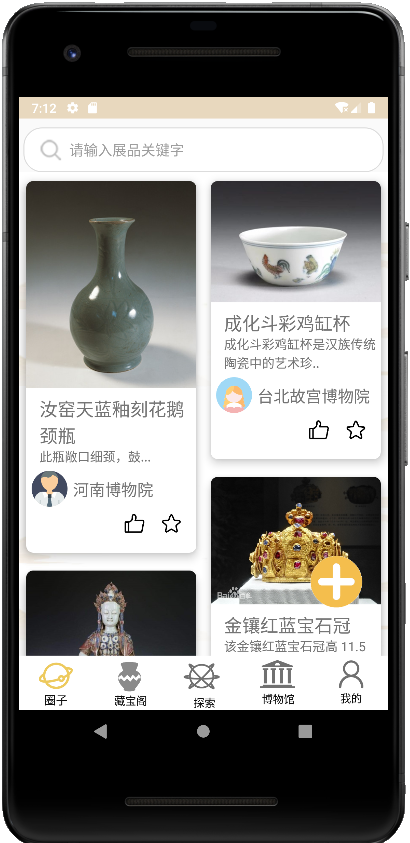 7:12
请输入展品关键字
汝窑天蓝釉刻花鹅
颈瓶
此瓶敞口细颈，鼓...
河南博物院
成化斗彩鸡缸杯
成化斗彩鸡缸杯是汉族传统
陶瓷中的艺术珍..
台北故宫博物院
Bai百科
金镶红蓝宝石冠
该金镶红蓝宝石冠高 11.5
圈子
藏宝阁
探索
博物馆
我的